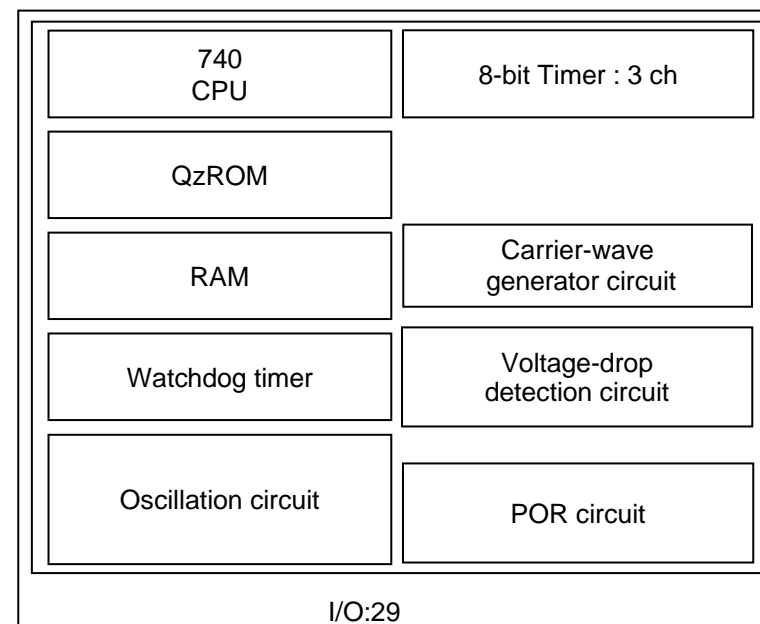 740
CPU
8-bit Timer : 3 ch
QzROM
RAM
Carrier-wave
generator circuit
Watchdog timer
Voltage-drop
detection circuit
Oscillation circuit
POR circuit
I/O:29